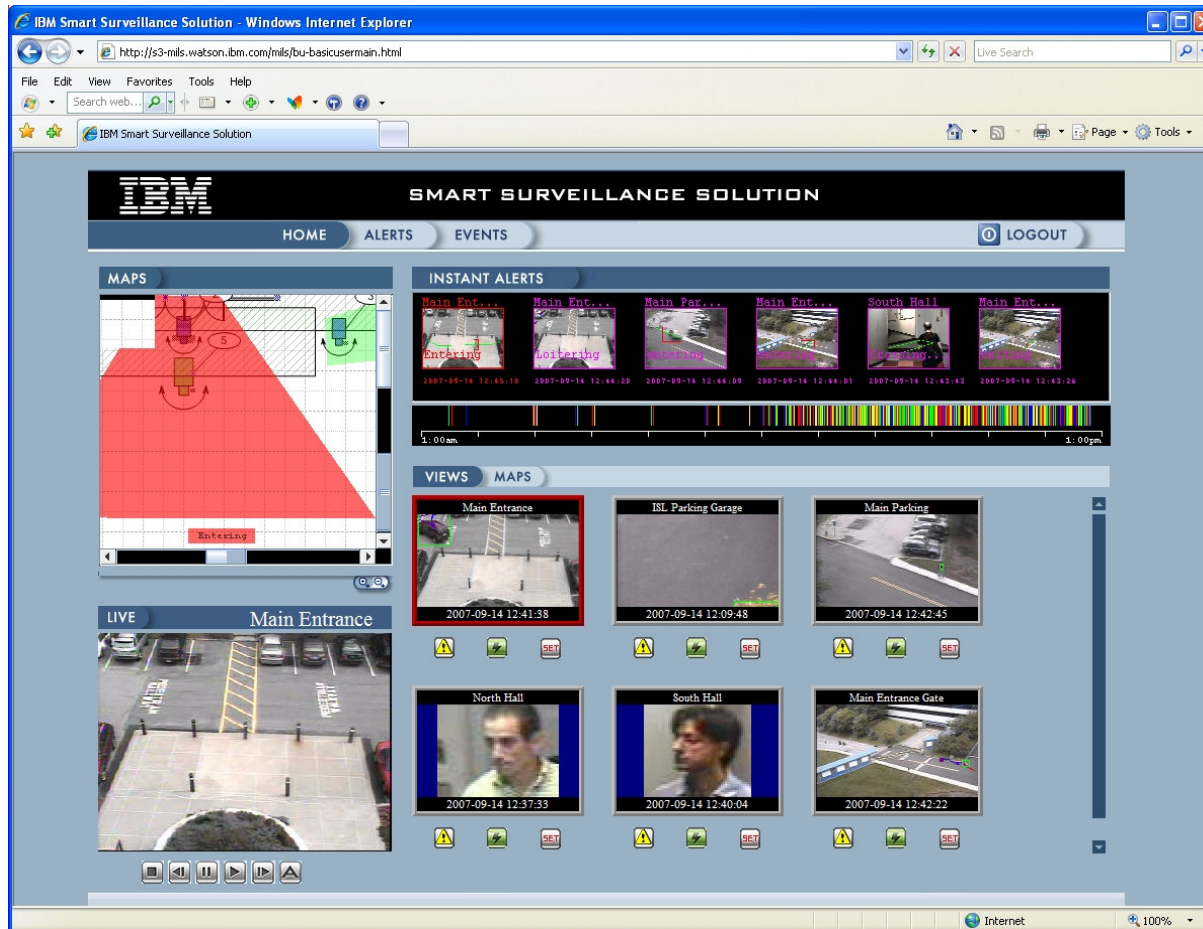 IBM Smart Surveillance Solution - Windows Internet Explorer
http://s3-mils.watson.ibm.com/mils/bu-basicusermain.html
Live Search
File Edit View Favorites Tools Help
Search web...
IBM Smart Surveillance Solution
Page Tools
IBM
SMART SURVEILLANCE SOLUTION
HOME ALERTS EVENTS LOGOUT
MAPS
5
3
Entering
INSTANT ALERTS
Main Ent... Main Ent... Main Par... Main Ent... South Hall Main Ent...
Entering Loitering
2007-09-14 12:45:10 2007-09-14 12:44:20 2007-09-14 12:44:09 2007-09-14 12:44:01 2007-09-14 12:43:43 2007-09-14 12:43:26
1:00am 1:00pm
VIEWS MAPS
Main Entrance ISL Parking Garage Main Parking
2007-09-14 12:41:38 2007-09-14 12:09:48 2007-09-14 12:42:45
SET SET SET
LIVE Main Entrance
North Hall South Hall Main Entrance Gate
2007-09-14 12:37:33 2007-09-14 12:40:04 2007-09-14 12:42:22
SET SET SET
Internet 100%